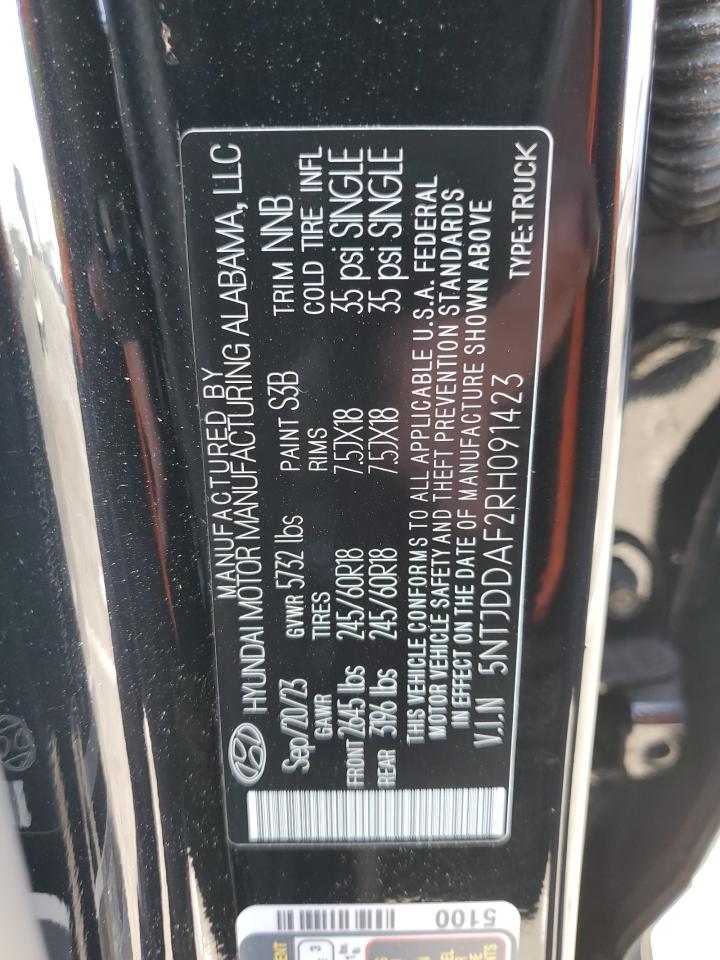 MANUFACTURED BY
HYUNDAI MOTOR MANUFACTURING ALABAMA, LLC
Sep/20/23 GVWR 5732 lbs PAINT S3B TRIM NNB
GAWR TIRES RIMS COLD TIRE INFL
FRONT 2645 lbs 245/60R18 7.5JX18 35 psi SINGLE
REAR 3196 lbs 245/60R18 7.5JX18 35 psi SINGLE
THIS VEHICLE CONFORMS TO ALL APPLICABLE U.S.A. FEDERAL
MOTOR VEHICLE SAFETY AND THEFT PREVENTION STANDARDS
IN EFFECT ON THE DATE OF MANUFACTURE SHOWN ABOVE
V.I.N 5NTJDDAF2RH091423 TYPE:TRUCK
5100
3